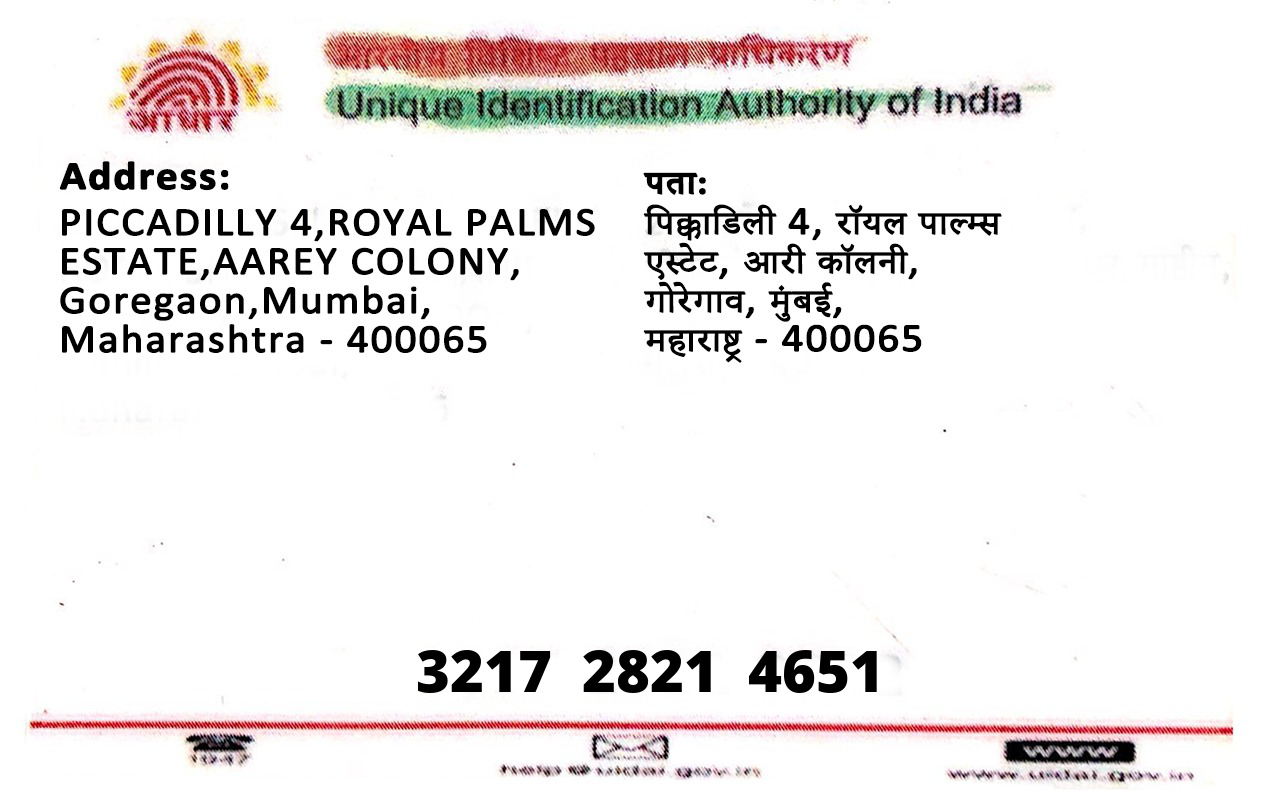 भारतीय विशिष्ट पहचान प्राधिकरण
Unique Identification Authority of India
आधार
Address:
PICCADILLY 4,ROYAL PALMS
ESTATE,AAREY COLONY,
Goregaon,Mumbai,
Maharashtra - 400065
पता:
पिक्काडिली 4, रॉयल पाल्म्स
एस्टेट, आरी कॉलनी,
गोरेगाव, मुंबई,
महाराष्ट्र - 400065
3217 2821 4651
1947
help@uidai.gov.in
www
www.uidai.gov.in